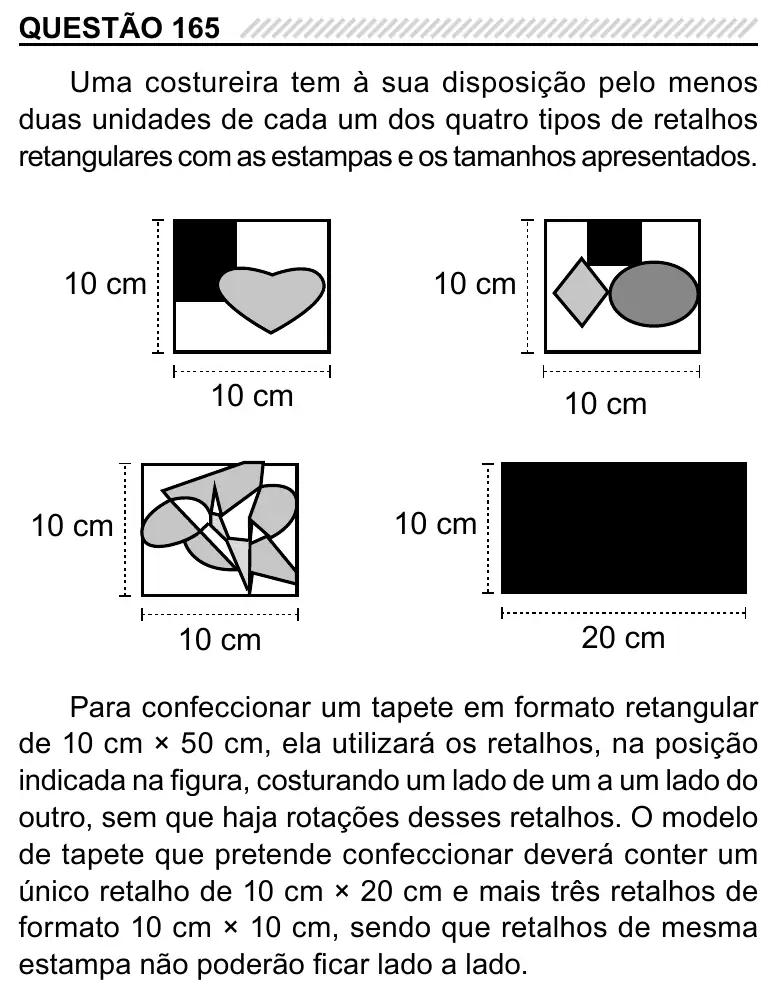 QUESTÃO 165
Uma costureira tem à sua disposição pelo menos
duas unidades de cada um dos quatro tipos de retalhos
retangulares com as estampas e os tamanhos apresentados.
10 cm
10 cm
10 cm
10 cm
10 cm
10 cm
10 cm
20 cm
Para confeccionar um tapete em formato retangular
de 10 cm × 50 cm, ela utilizará os retalhos, na posição
indicada na figura, costurando um lado de um a um lado do
outro, sem que haja rotações desses retalhos. O modelo
de tapete que pretende confeccionar deverá conter um
único retalho de 10 cm × 20 cm e mais três retalhos de
formato 10 cm × 10 cm, sendo que retalhos de mesma
estampa não poderão ficar lado a lado.